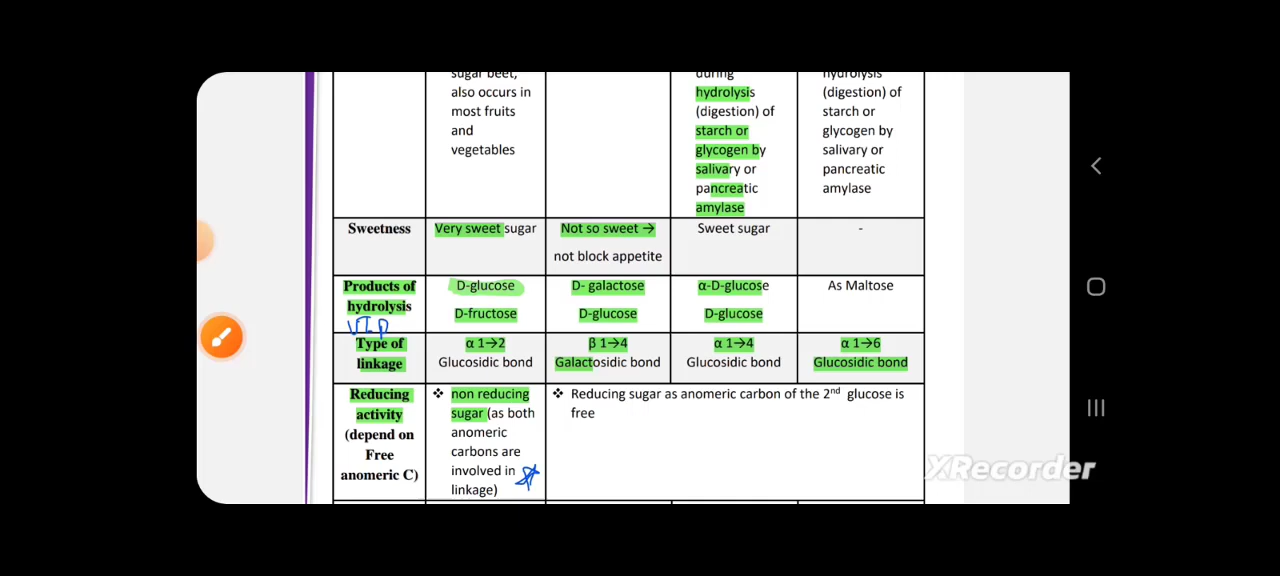 sugar beet,
also occurs in
most fruits
and
vegetables
during
hydrolysis
(digestion) of
starch or
glycogen by
salivary or
pancreatic
amylase
hydrolysis
(digestion) of
starch or
glycogen by
salivary or
pancreatic
amylase
Sweetness
Very sweet sugar
Not so sweet →
not block appetite
Sweet sugar
-
Products of
hydrolysis
VIP
D-glucose
D-fructose
D- galactose
D-glucose
α-D-glucose
D-glucose
As Maltose
Type of
linkage
α 1→2
Glucosidic bond
β 1→4
Galactosidic bond
α 1→4
Glucosidic bond
α 1→6
Glucosidic bond
Reducing
activity
(depend on
Free
anomeric C)
❖ non reducing
sugar (as both
anomeric
carbons are
involved in
linkage)
❖ Reducing sugar as anomeric carbon of the 2nd glucose is
free
XRecorder